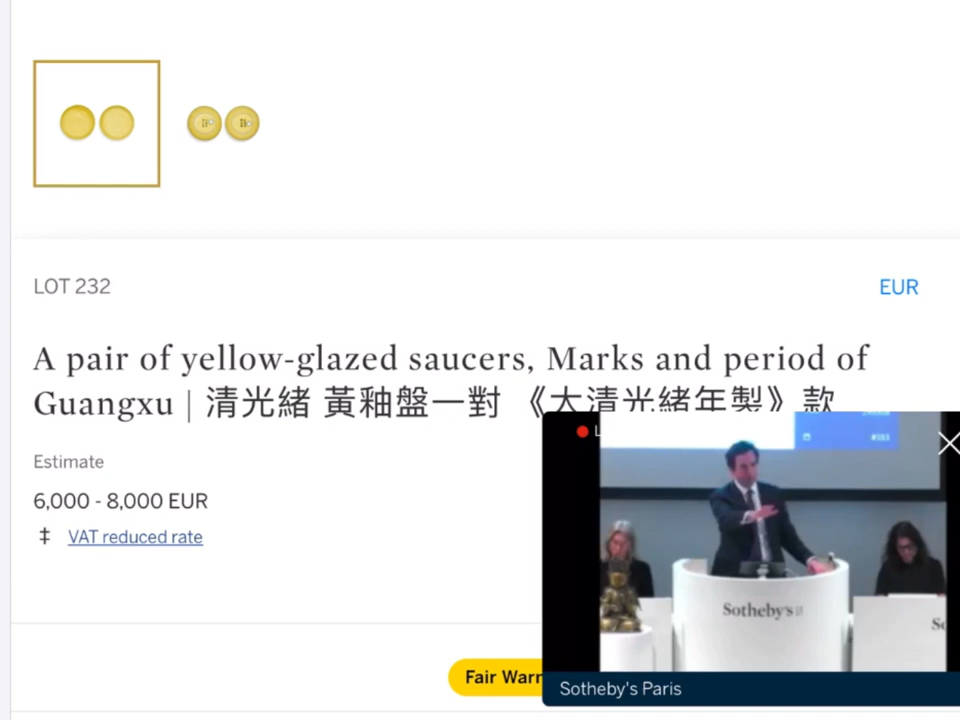 LOT 232
EUR
A pair of yellow-glazed saucers, Marks and period of
Guangxu | 清光緒 黃釉盤一對 《大清光緒年製》 款
Estimate
6,000 - 8,000 EUR
‡ VAT reduced rate
Sotheby's
Fair Warn
Sotheby's Paris